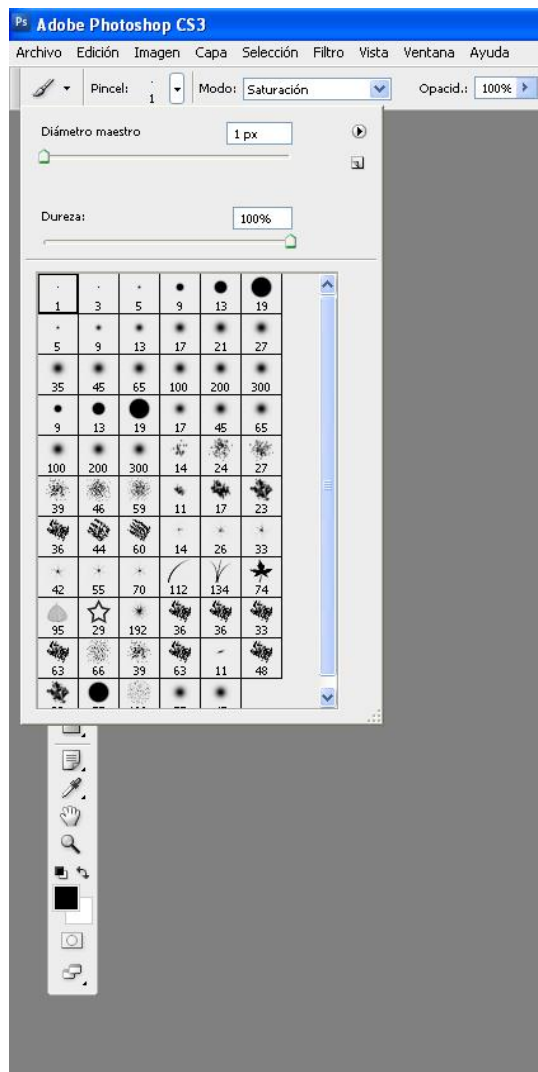 Ps Adobe Photoshop CS3
Archivo Edición Imagen Capa Selección Filtro Vista Ventana Ayuda
Pincel: 1 Modo: Saturación Opacid.: 100%
Diámetro maestro 1 px
Dureza: 100%
1 3 5 9 13 19
5 9 13 17 21 27
35 45 65 100 200 300
9 13 19 17 45 65
100 200 300 14 24 27
39 46 59 11 17 23
36 44 60 14 26 33
42 55 70 112 134 74
95 29 192 36 36 33
63 66 39 63 11 48